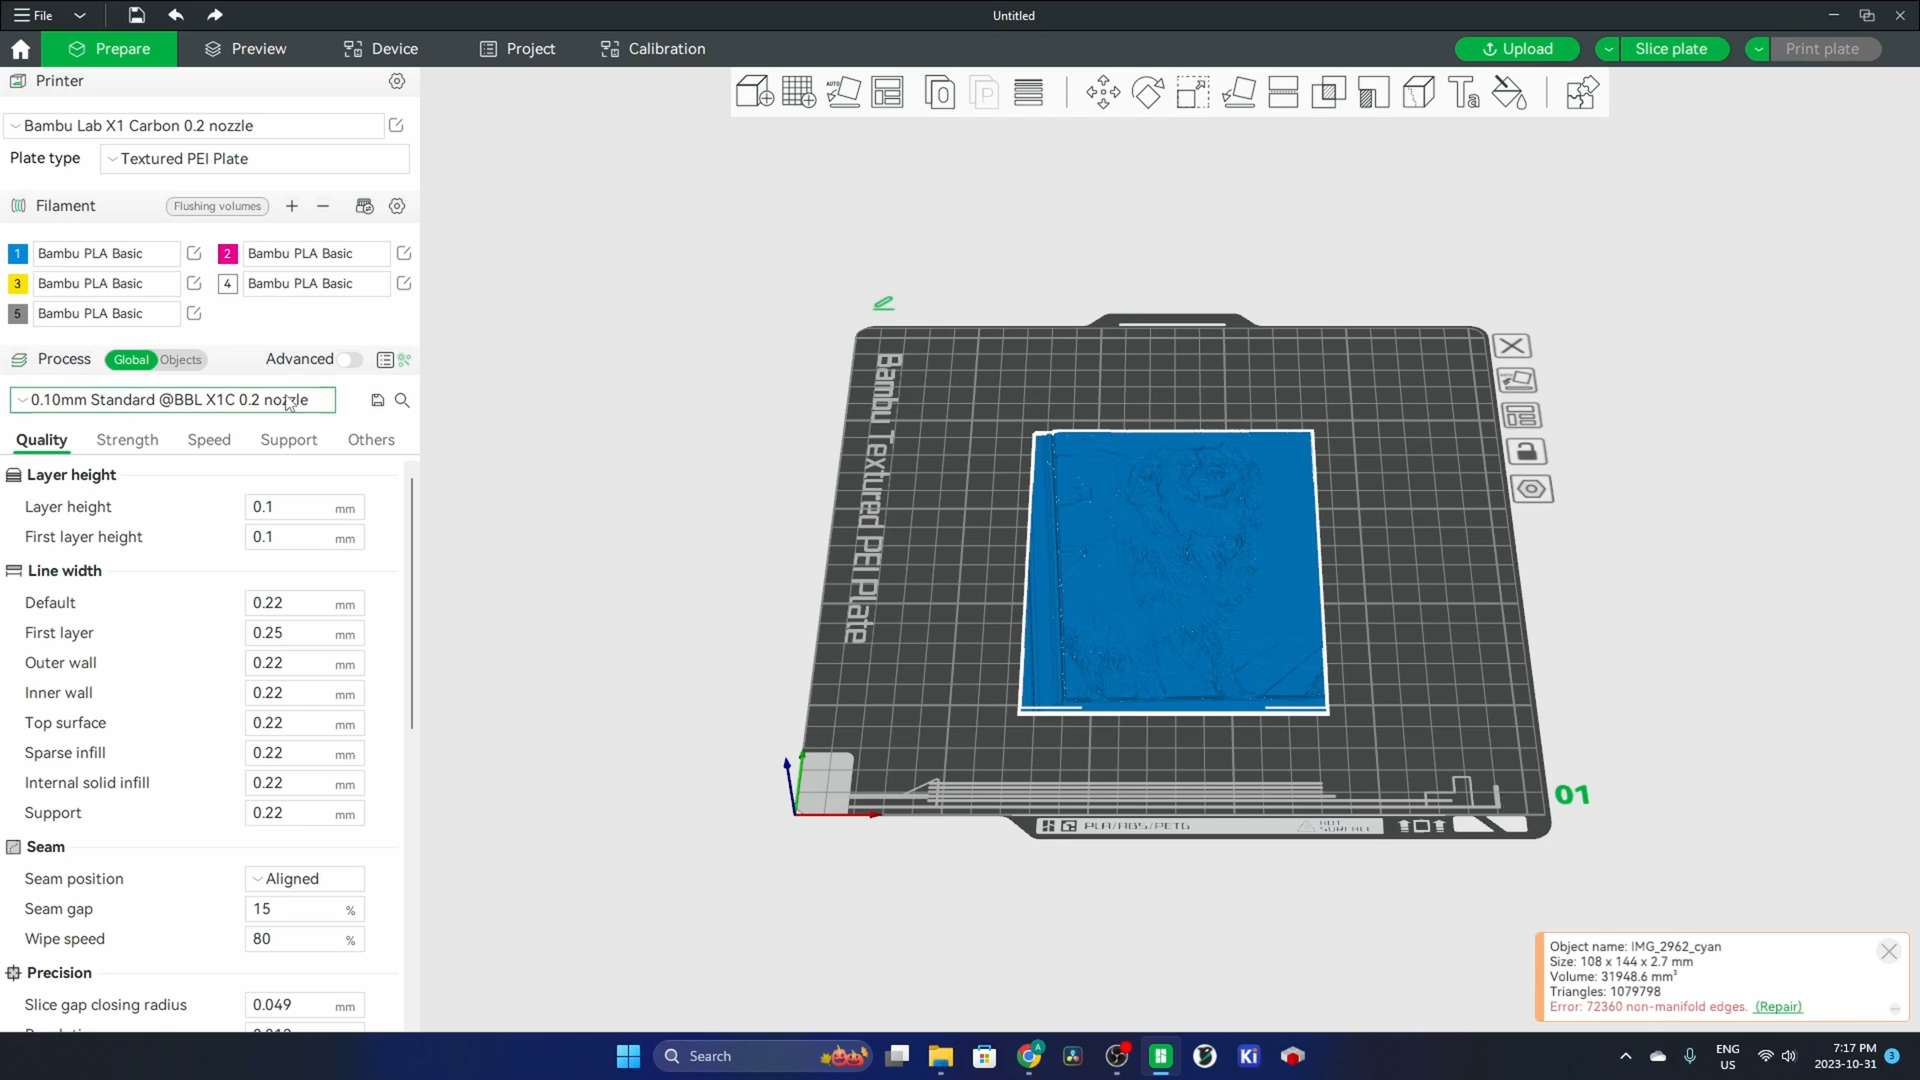 File
Untitled
Prepare
Preview
Device
Project
Calibration
Upload
Slice plate
Print plate
Printer
Bambu Lab X1 Carbon 0.2 nozzle
Plate type
Textured PEI Plate
Filament
Flushing volumes
1 Bambu PLA Basic
2 Bambu PLA Basic
3 Bambu PLA Basic
4 Bambu PLA Basic
5 Bambu PLA Basic
Process
Global
Objects
Advanced
0.10mm Standard @BBL X1C 0.2 nozzle
Quality
Strength
Speed
Support
Others
Layer height
Layer height 0.1 mm
First layer height 0.1 mm
Line width
Default 0.22 mm
First layer 0.25 mm
Outer wall 0.22 mm
Inner wall 0.22 mm
Top surface 0.22 mm
Sparse infill 0.22 mm
Internal solid infill 0.22 mm
Support 0.22 mm
Seam
Seam position Aligned
Seam gap 15 %
Wipe speed 80 %
Precision
Slice gap closing radius 0.049 mm
AUTO
O
P
Ta
Bambu Textured PEI Plate
01
PLA/ABS/PETG
HOT SURFACE
Object name: IMG_2962_cyan
Size: 108 x 144 x 2.7 mm
Volume: 31948.6 mm³
Triangles: 1079798
Error: 72360 non-manifold edges. (Repair)
Search
A
Ki
ENG
US
7:17 PM
2023-10-31
3